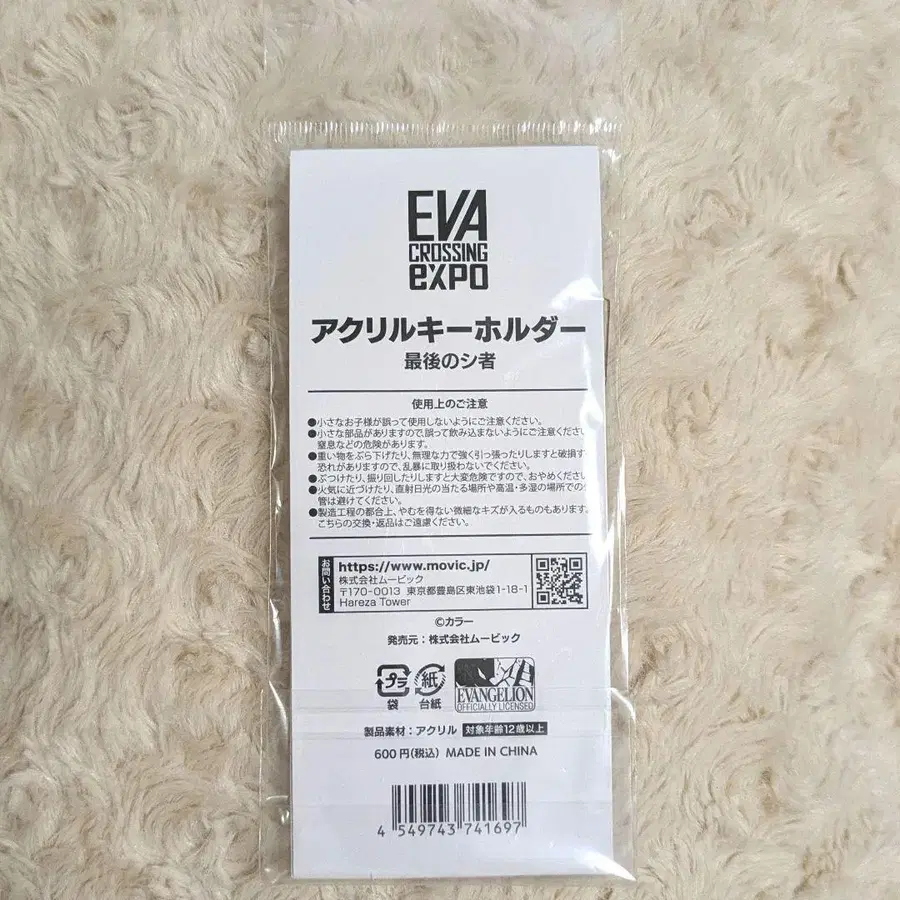 EVA
CROSSING
eXPO
アクリルキーホルダー
最後のシ者
使用上のご注意
●小さなお子様が誤って使用しないようにご注意ください。
●小さな部品がありますので、誤って飲み込まないようにご注意ください
窒息などの危険があります。
●重い物をぶら下げたり、無理な力で強く引っ張ったりしますと破損す
恐れがありますので、乱暴に取り扱わないでください。
●ぶつけたり、振り回したりしますと大変危険ですので、おやめください
●火気に近づけたり、直射日光の当たる場所や高温・多湿の場所での
管は避けてください。
●製造工程の都合上、やむを得ない微細なキズが入るものもあります。
こちらの交換・返品はご遠慮ください。
お問い合わせ
https://www.movic.jp/
株式会社ムービック
〒170-0013 東京都豊島区東池袋1-18-1
Hareza Tower
©カラー
発売元：株式会社ムービック
プラ
袋
紙
台紙
EVANGELION
OFFICIALLY LICENSED
製品素材：アクリル 対象年齢12歳以上
600円(税込) MADE IN CHINA
4 549743 741697